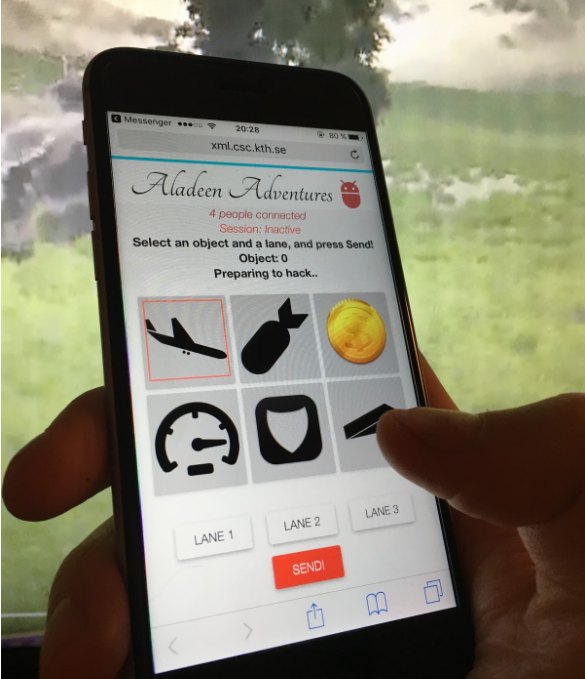 Messenger 20:28 80 %
xml.csc.kth.se
Aladeen Adventures
4 people connected
Session: Inactive
Select an object and a lane, and press Send!
Object: 0
Preparing to hack..
LANE 1 LANE 2 LANE 3
SEND!